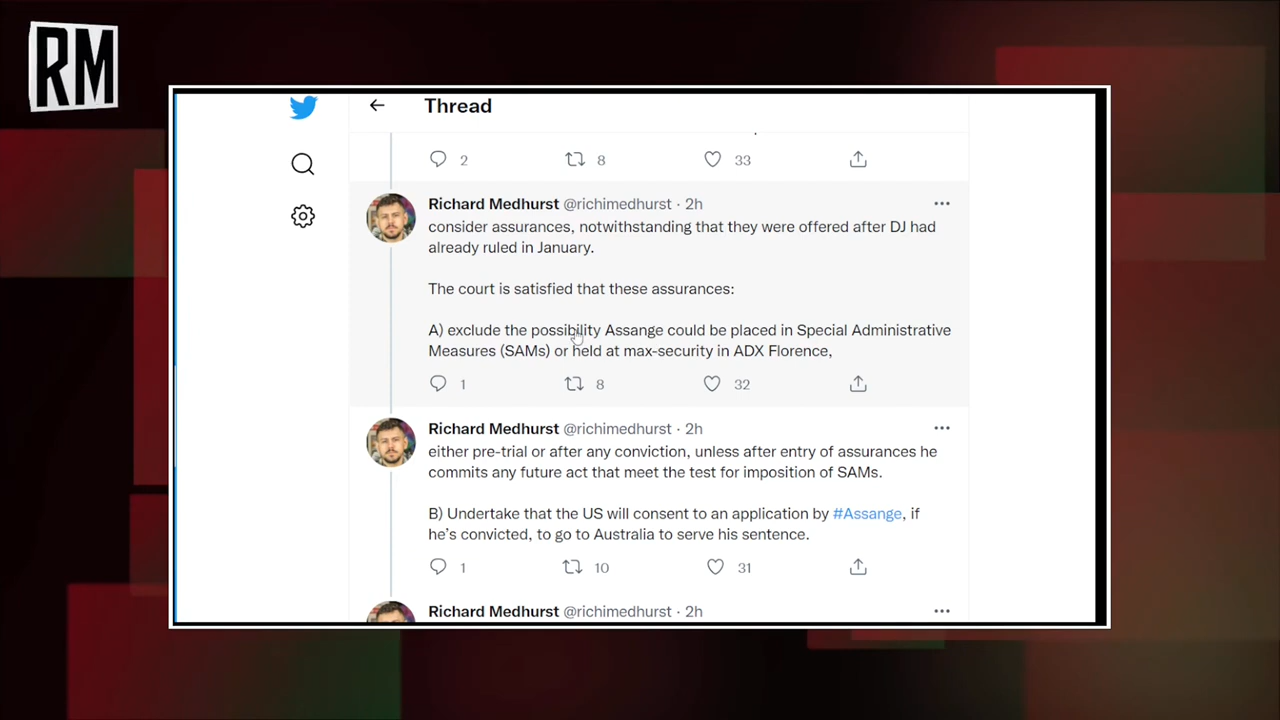 RM
Thread
2
8
33
Richard Medhurst @richimedhurst · 2h
consider assurances, notwithstanding that they were offered after DJ had
already ruled in January.
The court is satisfied that these assurances:
A) exclude the possibility Assange could be placed in Special Administrative
Measures (SAMs) or held at max-security in ADX Florence,
1
8
32
Richard Medhurst @richimedhurst · 2h
either pre-trial or after any conviction, unless after entry of assurances he
commits any future act that meet the test for imposition of SAMs.
B) Undertake that the US will consent to an application by #Assange, if
he's convicted, to go to Australia to serve his sentence.
1
10
31
Richard Medhurst @richimedhurst · 2h